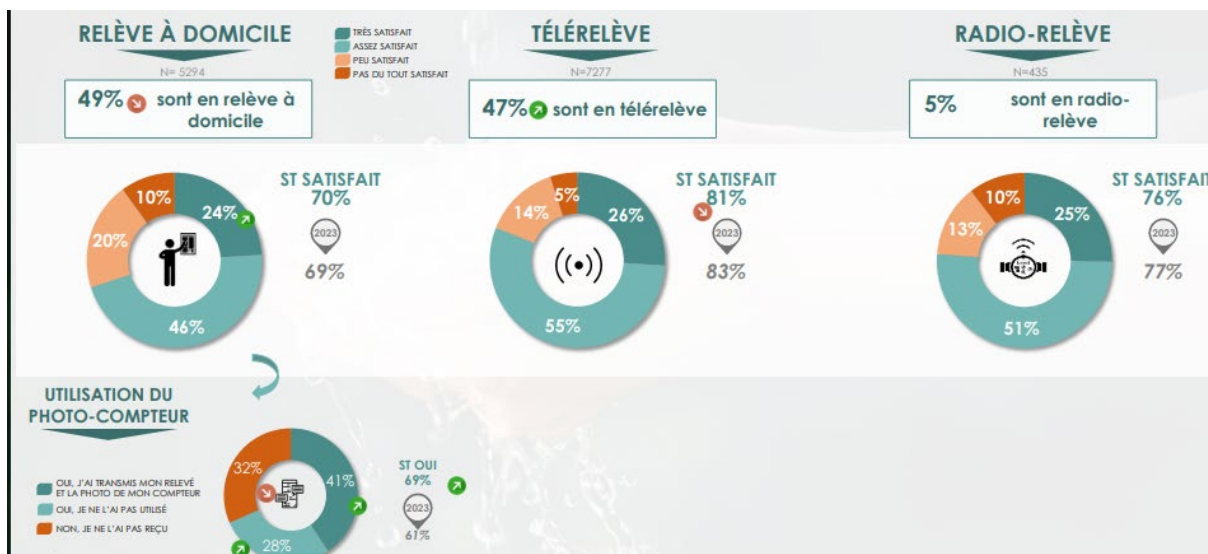 RELÈVE À DOMICILE
N= 5294
49% sont en relève à
domicile
TRÈS SATISFAIT
ASSEZ SATISFAIT
PEU SATISFAIT
PAS DU TOUT SATISFAIT
TÉLÉRELÈVE
N=7277
47% sont en télérelève
RADIO-RELÈVE
N=435
5% sont en radio-
relève
10%
24%
20%
46%
ST SATISFAIT
70%
2023
69%
5%
14%
26%
55%
ST SATISFAIT
81%
2023
83%
10%
13%
25%
51%
ST SATISFAIT
76%
2023
77%
UTILISATION DU
PHOTO-COMPTEUR
OUI, J'AI TRANSMIS MON RELEVÉ
ET LA PHOTO DE MON COMPTEUR
OUI, JE NE L'AI PAS UTILISÉ
NON, JE NE L'AI PAS REÇU
32%
41%
28%
ST OUI
69%
2023
61%